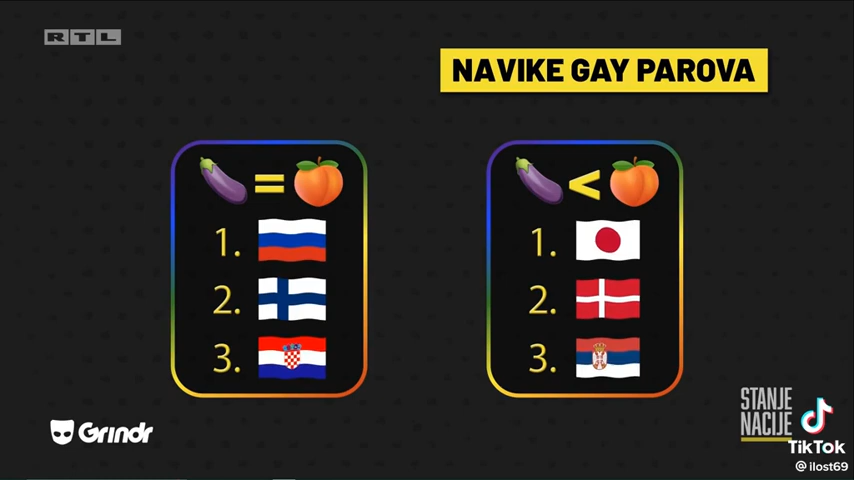 RTL
NAVIKE GAY PAROVA
=
<
1.
2.
3.
1.
2.
3.
Grindr
STANJE
NACIJE
TikTok
@ilost69